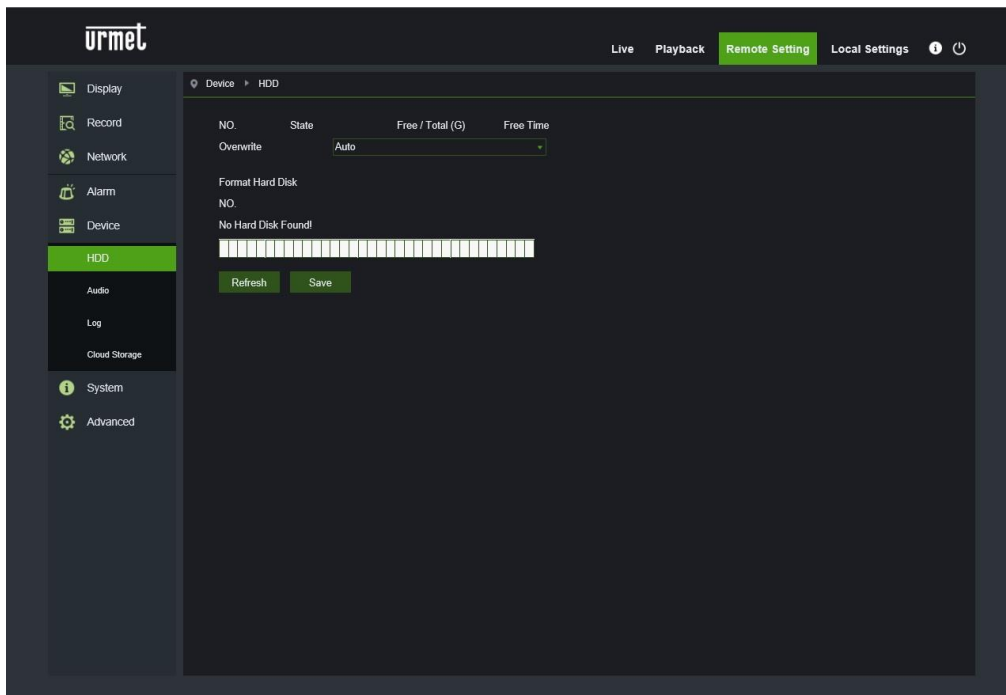 urmet
Live Playback Remote Setting Local Settings
Display
Record
Network
Alarm
Device
HDD
Audio
Log
Cloud Storage
System
Advanced
Device HDD
NO. State Free / Total (G) Free Time
Overwrite Auto
Format Hard Disk
NO.
No Hard Disk Found!
Refresh Save